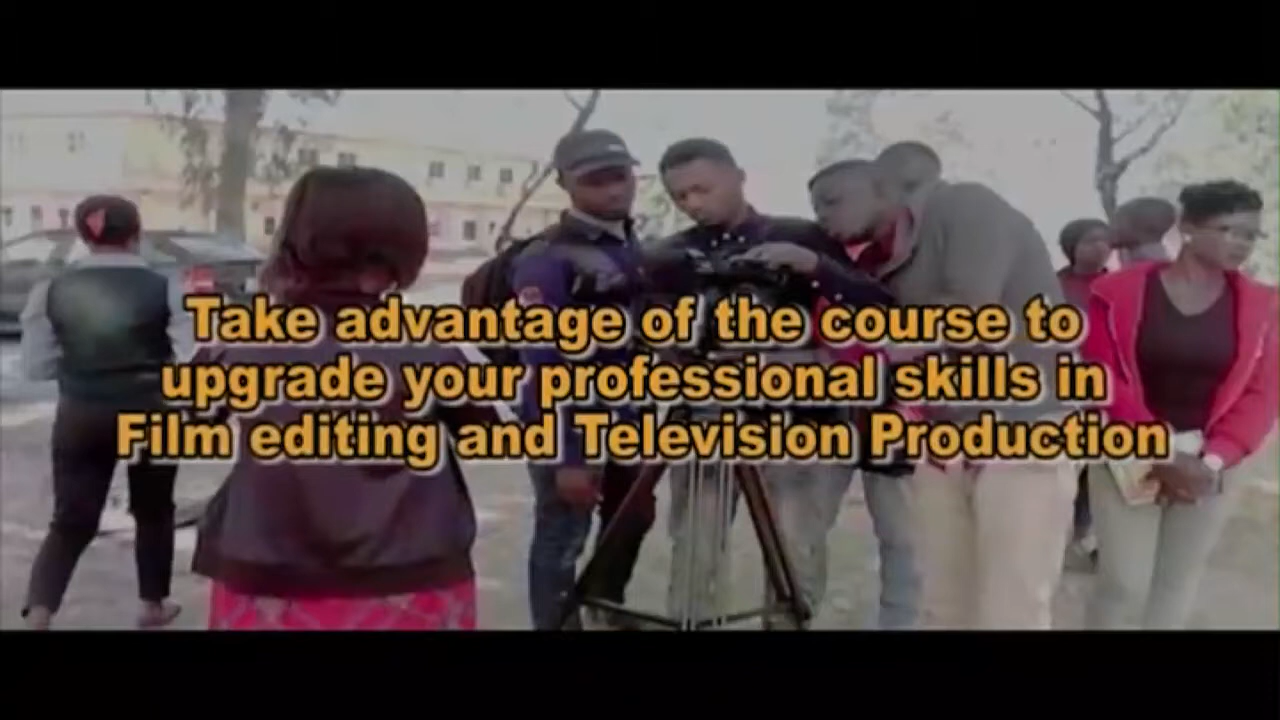 Take advantage of the course to
upgrade your professional skills in
Film editing and Television Production